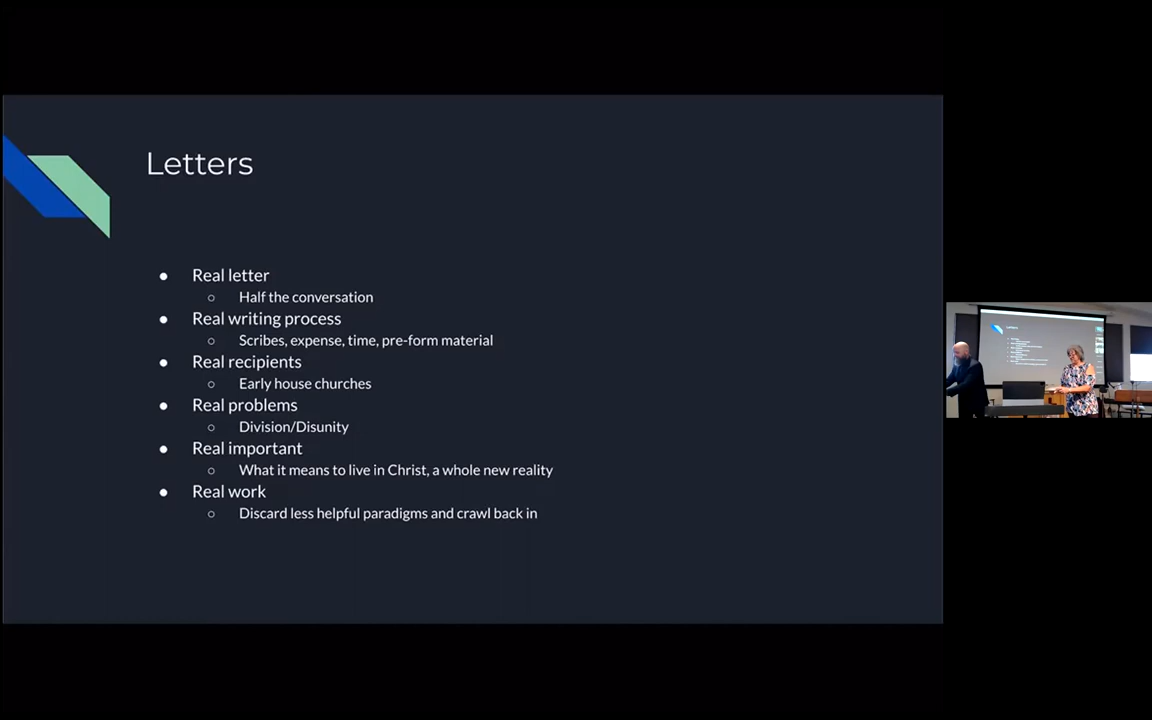 Letters
● Real letter
○ Half the conversation
● Real writing process
○ Scribes, expense, time, pre-form material
● Real recipients
○ Early house churches
● Real problems
○ Division/Disunity
● Real important
○ What it means to live in Christ, a whole new reality
● Real work
○ Discard less helpful paradigms and crawl back in
Letters